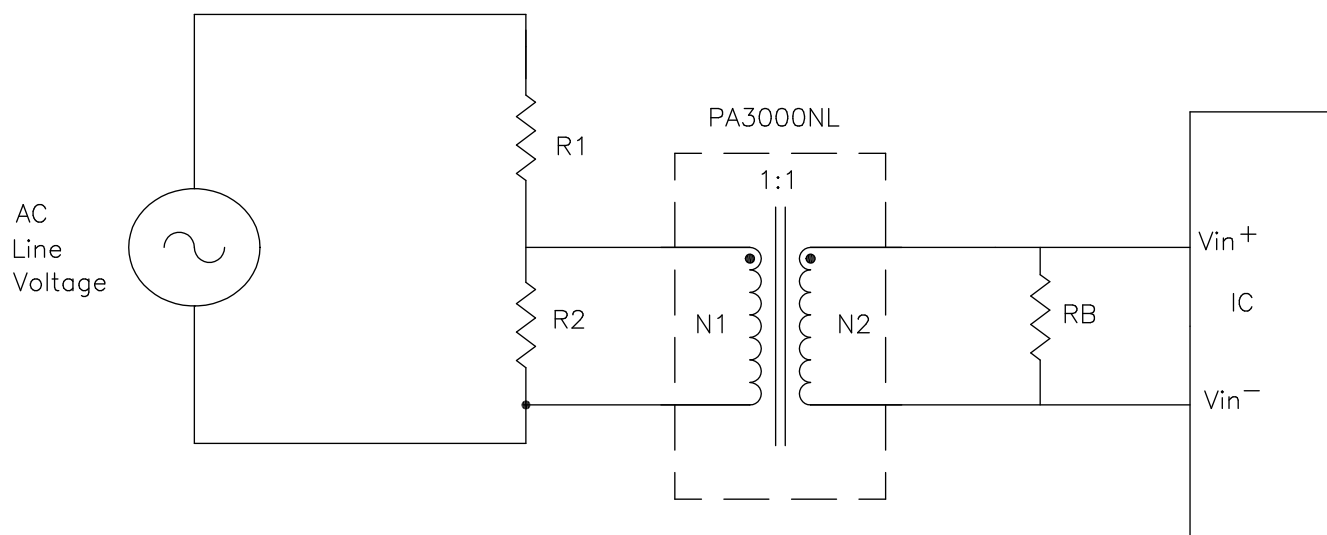 PA3000NL
1:1
R1
AC
Line
Voltage
R2
N1
N2
RB
Vin+
IC
Vin−